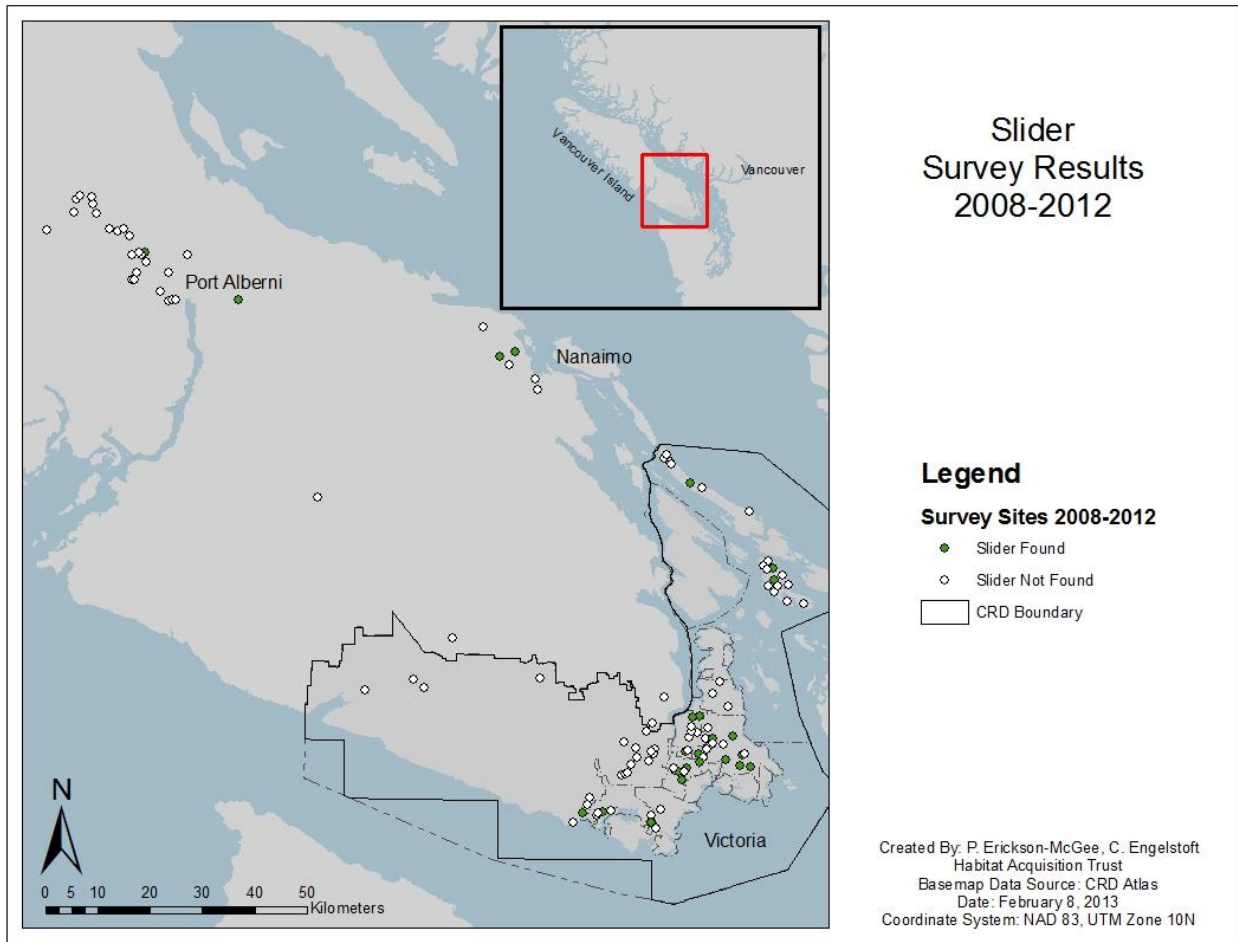 Slider
Survey Results
2008-2012
Vancouver Island
Vancouver
Port Alberni
Nanaimo
Victoria
Legend
Survey Sites 2008-2012
Slider Found
Slider Not Found
CRD Boundary
N
0 5 10 20 30 40 50
Kilometers
Created By: P. Erickson-McGee, C. Engelstoft
Habitat Acquisition Trust
Basemap Data Source: CRD Atlas
Date: February 8, 2013
Coordinate System: NAD 83, UTM Zone 10N